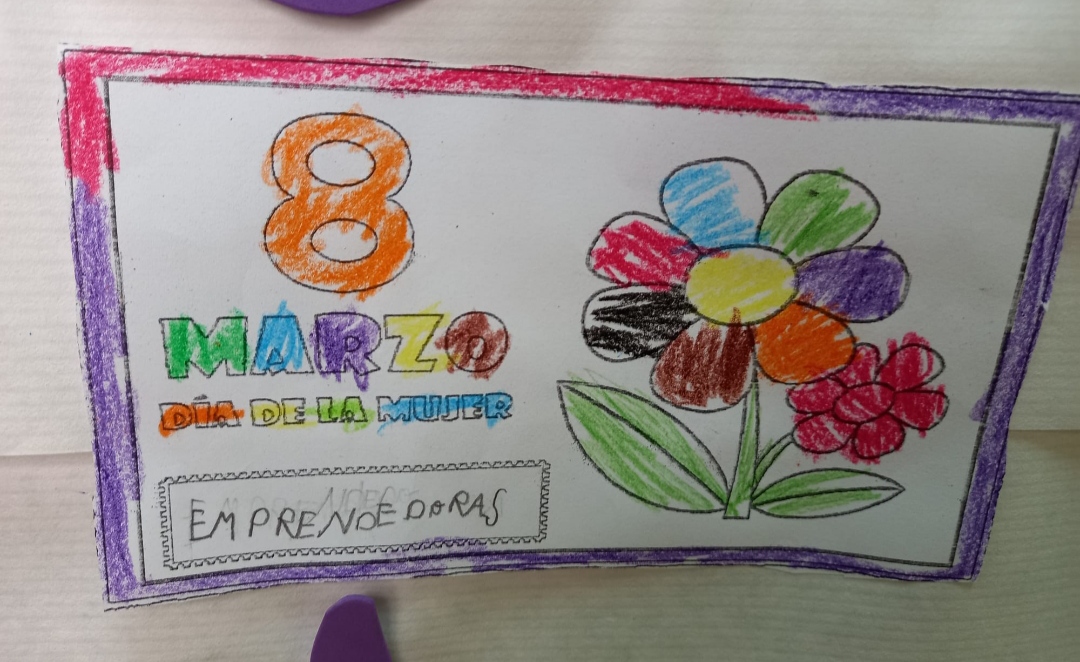 8
MARZO
DÍA DE LA MUJER
EMPRENDEDORAS